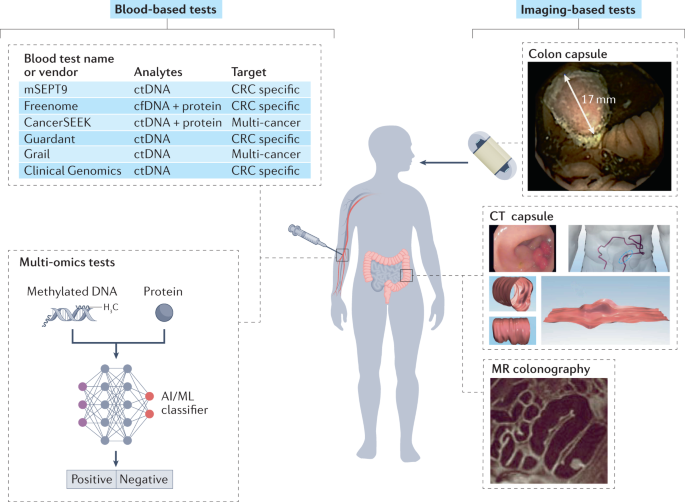 Blood-based tests
Blood test name or vendor Analytes Target
mSEPT9 ctDNA CRC specific
Freenome cfDNA + protein CRC specific
CancerSEEK ctDNA + protein Multi-cancer
Guardant ctDNA CRC specific
Grail ctDNA Multi-cancer
Clinical Genomics ctDNA CRC specific
Multi-omics tests
Methylated DNA Protein
H₃C
AI/ML
classifier
Positive Negative
Imaging-based tests
Colon capsule
17 mm
CT capsule
MR colonography